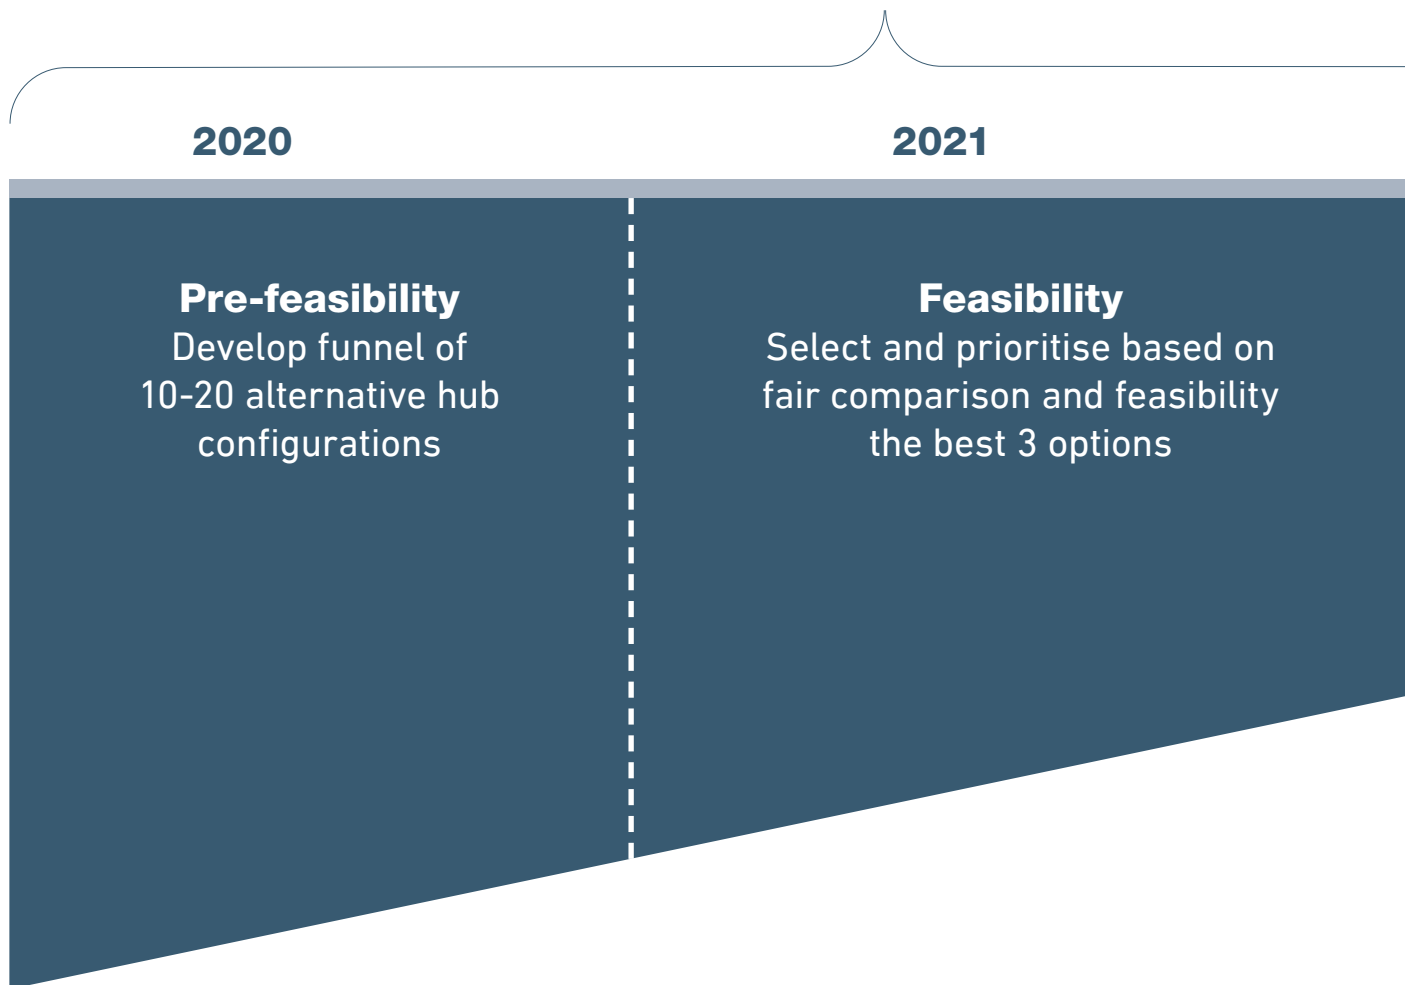 2020
2021
Pre-feasibility
Develop funnel of
10-20 alternative hub
configurations
Feasibility
Select and prioritise based on
fair comparison and feasibility
the best 3 options